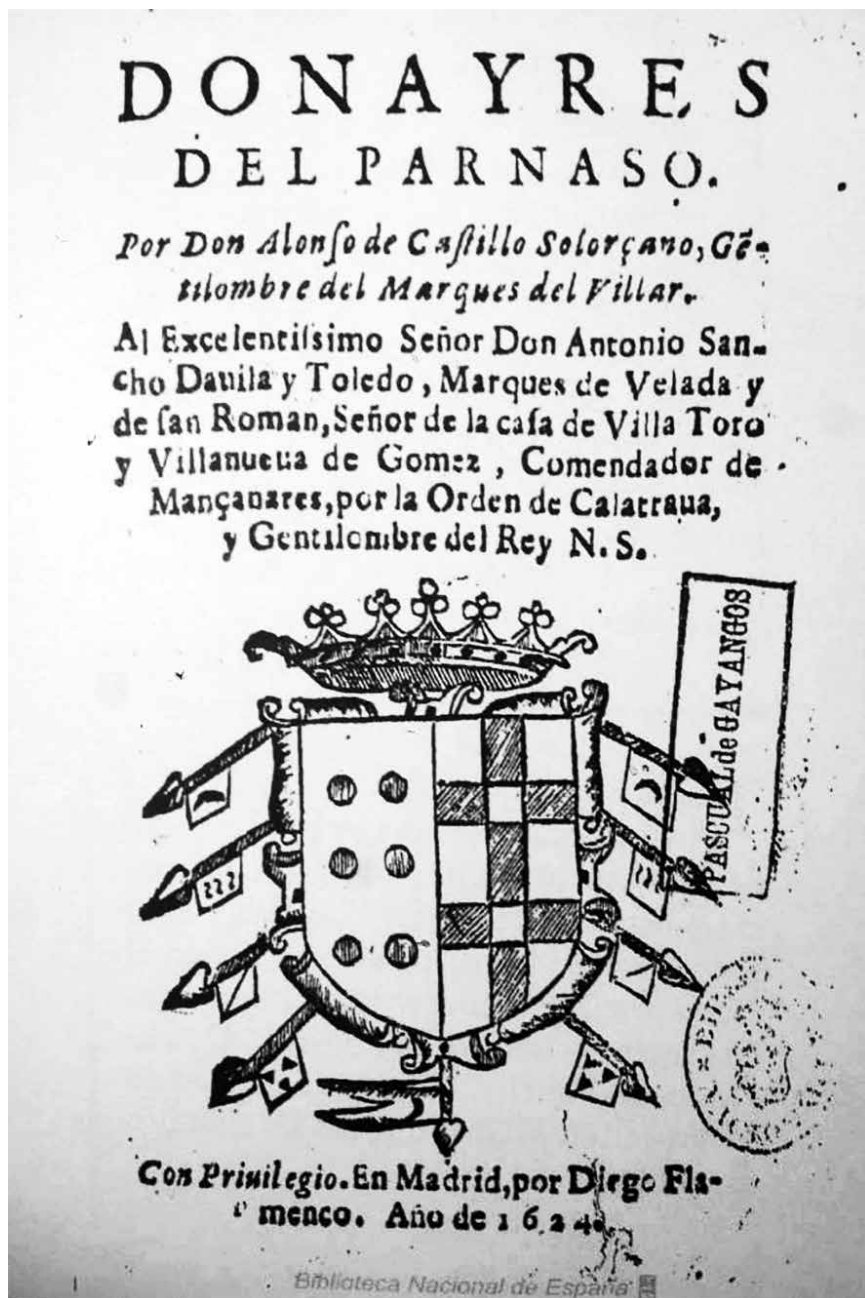 DONAYRES
DEL PARNASO.
Por Don Alonſo de Caſtillo Solorçano, Gẽ-
tilombre del Marques del Villar.
Al Excelentiſsimo Señor Don Antonio San-
cho Dauila y Toledo, Marques de Velada y
de ſan Roman, Señor de la caſa de Villa Toro
y Villanueua de Gomez, Comendador de
Mançanares, por la Orden de Calatraua,
y Gentilombre del Rey N. S.
PASCUAL de GAYANGOS
Con Priuilegio. En Madrid, por Diego Fla-
menco. Año de 1624.
Biblioteca Nacional de España